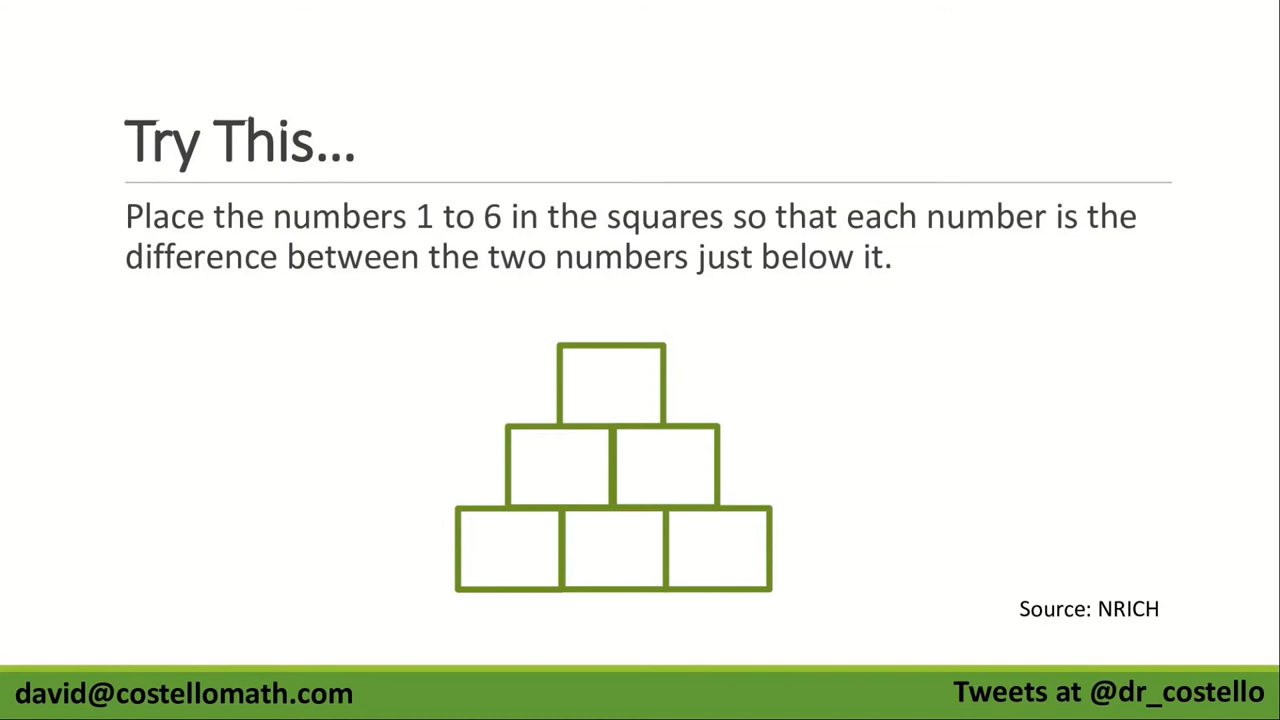 Try This...
Place the numbers 1 to 6 in the squares so that each number is the
difference between the two numbers just below it.
Source: NRICH
david@costellomath.com
Tweets at @dr_costello